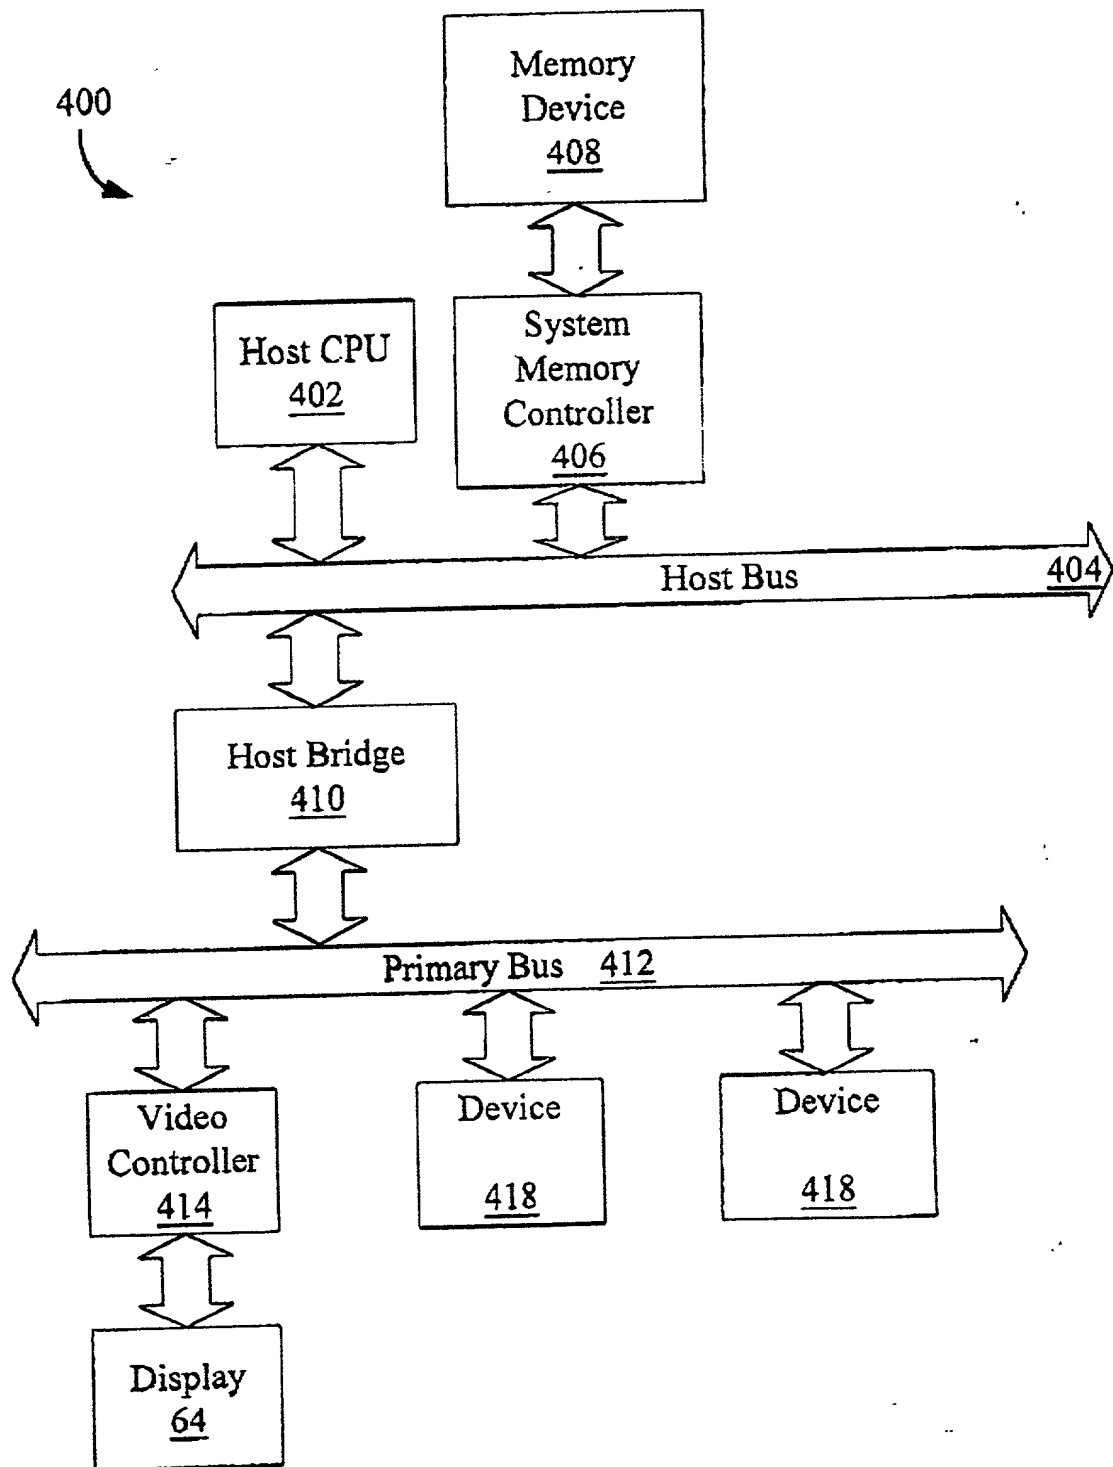 400
Memory
Device
408
Host CPU
402
System
Memory
Controller
406
Host Bus 404
Host Bridge
410
Primary Bus 412
Video
Controller
414
Device
418
Device
418
Display
64